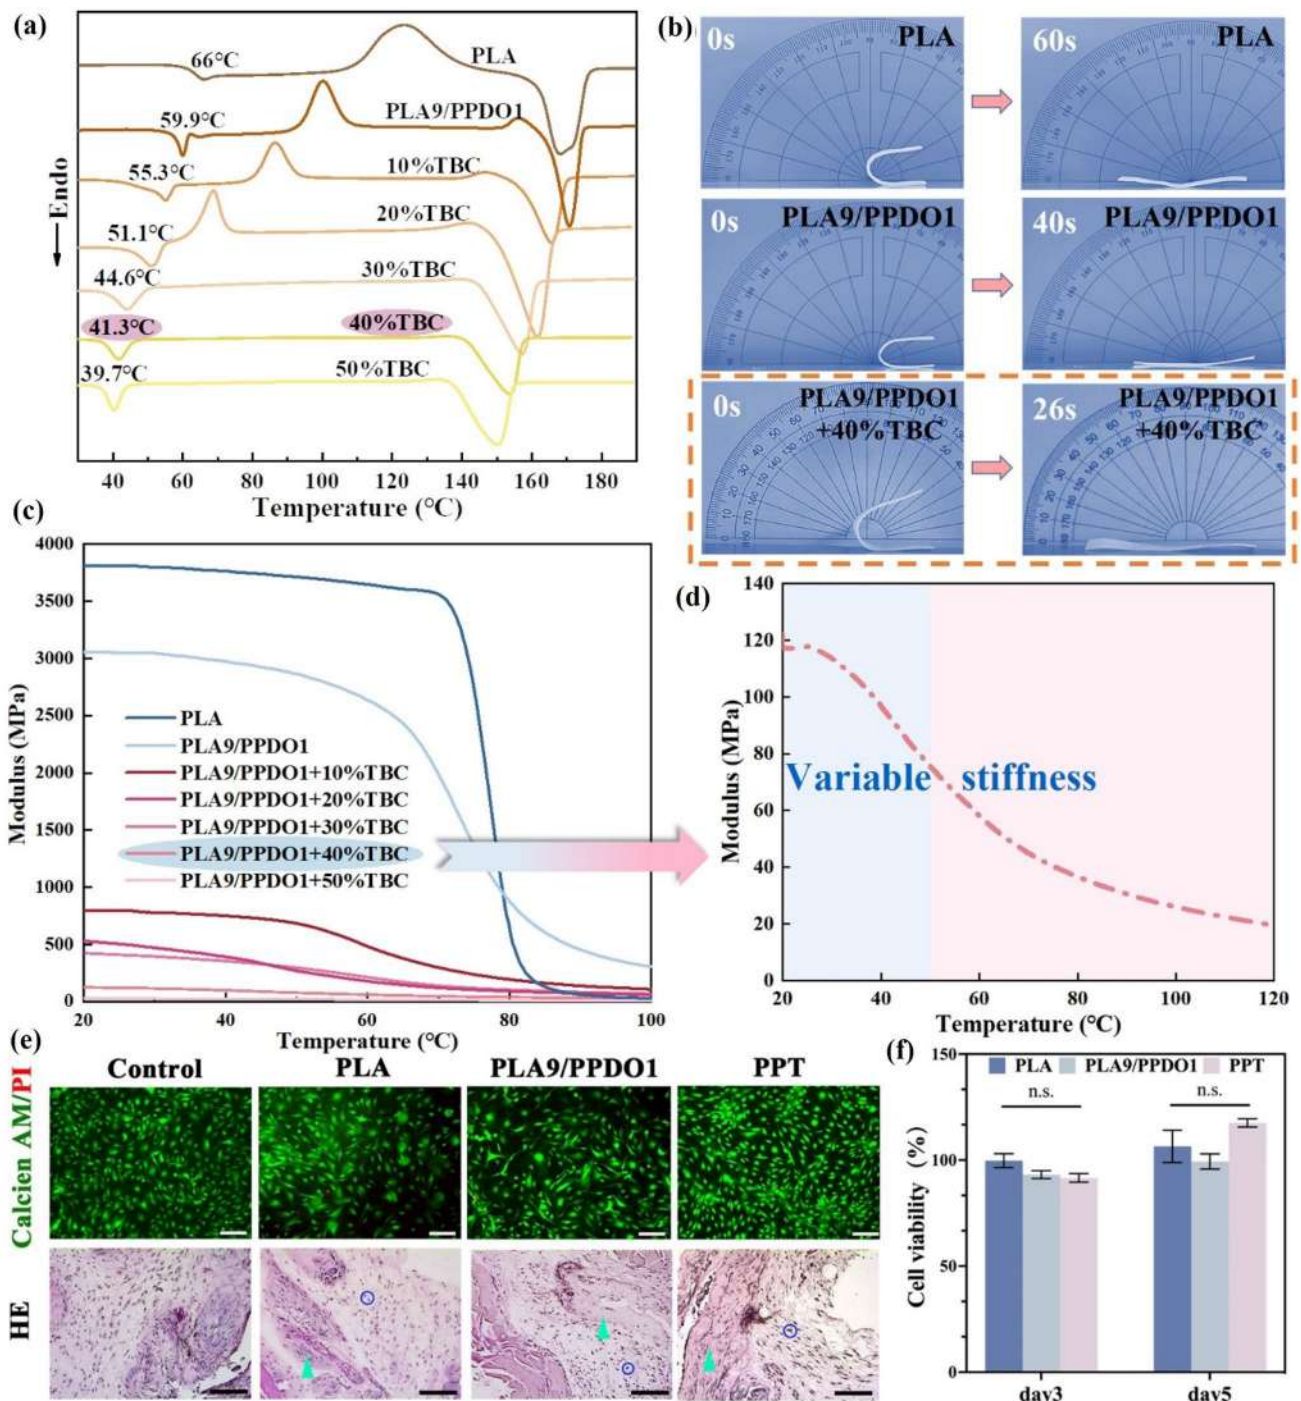 (a)
66°C
PLA
59.9°C
PLA9/PPDO1
55.3°C
10%TBC
51.1°C
20%TBC
44.6°C
30%TBC
41.3°C
40%TBC
39.7°C
50%TBC
Endo
40 60 80 100 120 140 160 180
Temperature (°C)
(b)
0s PLA
60s PLA
0s PLA9/PPDO1
40s PLA9/PPDO1
0s PLA9/PPDO1
+40%TBC
26s PLA9/PPDO1
+40%TBC
(c)
4000
3500
3000
2500
2000
1500
1000
500
0
Modulus (MPa)
PLA
PLA9/PPDO1
PLA9/PPDO1+10%TBC
PLA9/PPDO1+20%TBC
PLA9/PPDO1+30%TBC
PLA9/PPDO1+40%TBC
PLA9/PPDO1+50%TBC
20 40 60 80 100
Temperature (°C)
(d)
140
120
100
80
60
40
20
0
Modulus (MPa)
Variable stiffness
20 40 60 80 100 120
Temperature (°C)
(e)
Control PLA PLA9/PPDO1 PPT
Calcien AM/PI
HE
(f)
150
100
50
0
Cell viability (%)
PLA PLA9/PPDO1 PPT
n.s.
n.s.
day3 day5